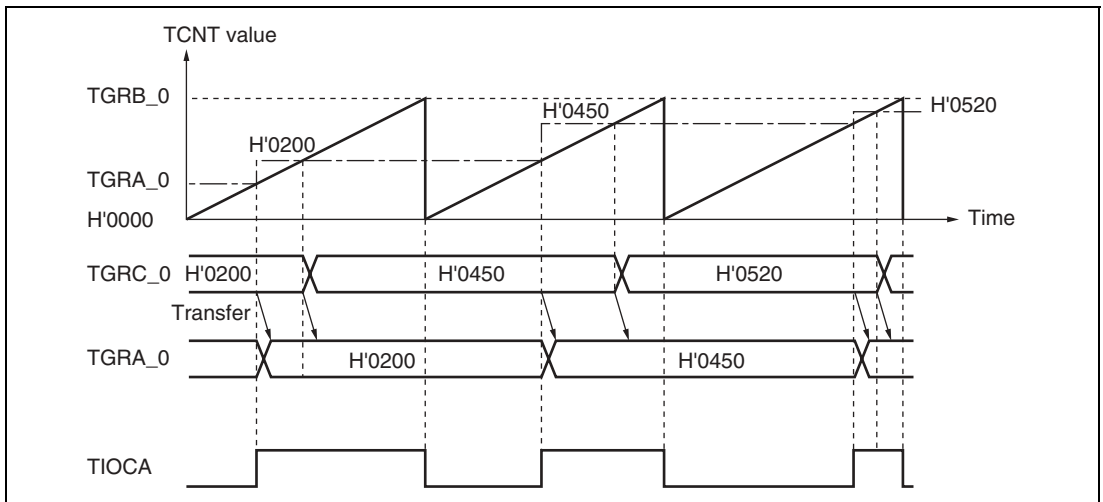 TCNT value
TGRB_0
H'0450
H'0520
H'0200
TGRA_0
H'0000
Time
TGRC_0 H'0200 H'0450 H'0520
Transfer
TGRA_0 H'0200 H'0450
TIOCA